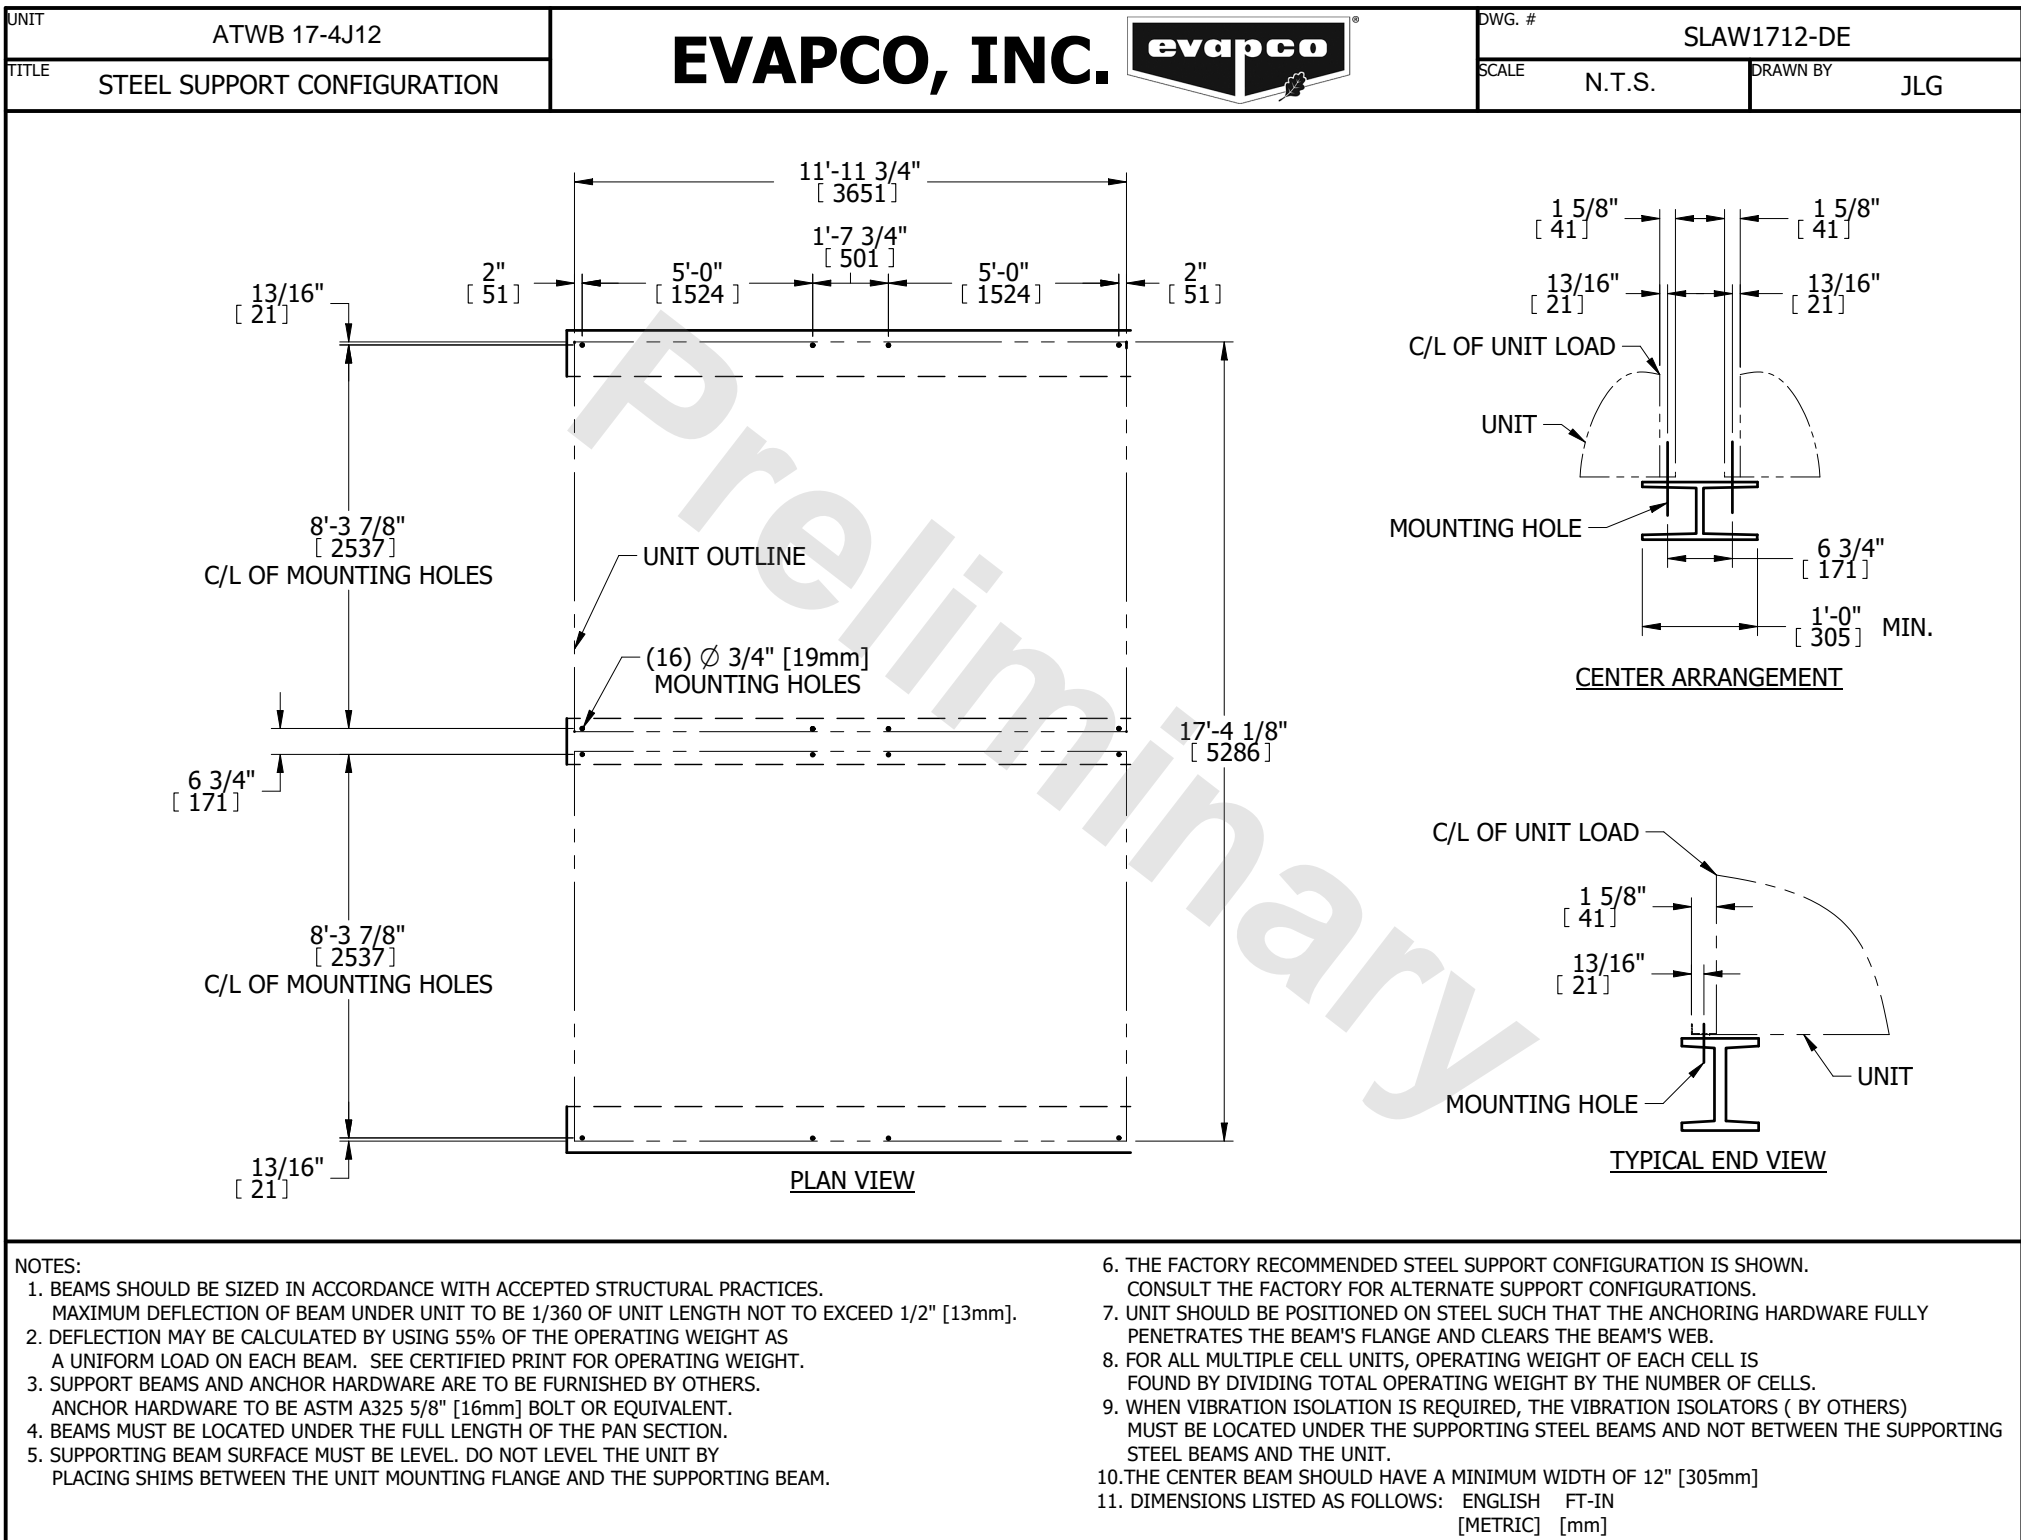 UNIT
ATWB 17-4J12
TITLE
STEEL SUPPORT CONFIGURATION
EVAPCO, INC.
evapco
®
DWG. #
SLAW1712-DE
SCALE
N.T.S.
DRAWN BY
JLG
11'-11 3/4"
[ 3651 ]
1'-7 3/4"
[ 501 ]
2"
[ 51 ]
5'-0"
[ 1524 ]
5'-0"
[ 1524 ]
2"
[ 51 ]
13/16"
[ 21 ]
8'-3 7/8"
[ 2537 ]
C/L OF MOUNTING HOLES
UNIT OUTLINE
(16) Ø 3/4" [19mm]
MOUNTING HOLES
6 3/4"
[ 171 ]
17'-4 1/8"
[ 5286 ]
8'-3 7/8"
[ 2537 ]
C/L OF MOUNTING HOLES
13/16"
[ 21 ]
PLAN VIEW
Preliminary
1 5/8"
[ 41 ]
1 5/8"
[ 41 ]
13/16"
[ 21 ]
13/16"
[ 21 ]
C/L OF UNIT LOAD
UNIT
MOUNTING HOLE
6 3/4"
[ 171 ]
1'-0"
[ 305 ] MIN.
CENTER ARRANGEMENT
C/L OF UNIT LOAD
1 5/8"
[ 41 ]
13/16"
[ 21 ]
UNIT
MOUNTING HOLE
TYPICAL END VIEW
NOTES:
1. BEAMS SHOULD BE SIZED IN ACCORDANCE WITH ACCEPTED STRUCTURAL PRACTICES.
MAXIMUM DEFLECTION OF BEAM UNDER UNIT TO BE 1/360 OF UNIT LENGTH NOT TO EXCEED 1/2" [13mm].
2. DEFLECTION MAY BE CALCULATED BY USING 55% OF THE OPERATING WEIGHT AS
A UNIFORM LOAD ON EACH BEAM. SEE CERTIFIED PRINT FOR OPERATING WEIGHT.
3. SUPPORT BEAMS AND ANCHOR HARDWARE ARE TO BE FURNISHED BY OTHERS.
ANCHOR HARDWARE TO BE ASTM A325 5/8" [16mm] BOLT OR EQUIVALENT.
4. BEAMS MUST BE LOCATED UNDER THE FULL LENGTH OF THE PAN SECTION.
5. SUPPORTING BEAM SURFACE MUST BE LEVEL. DO NOT LEVEL THE UNIT BY
PLACING SHIMS BETWEEN THE UNIT MOUNTING FLANGE AND THE SUPPORTING BEAM.
6. THE FACTORY RECOMMENDED STEEL SUPPORT CONFIGURATION IS SHOWN.
CONSULT THE FACTORY FOR ALTERNATE SUPPORT CONFIGURATIONS.
7. UNIT SHOULD BE POSITIONED ON STEEL SUCH THAT THE ANCHORING HARDWARE FULLY
PENETRATES THE BEAM'S FLANGE AND CLEARS THE BEAM'S WEB.
8. FOR ALL MULTIPLE CELL UNITS, OPERATING WEIGHT OF EACH CELL IS
FOUND BY DIVIDING TOTAL OPERATING WEIGHT BY THE NUMBER OF CELLS.
9. WHEN VIBRATION ISOLATION IS REQUIRED, THE VIBRATION ISOLATORS ( BY OTHERS)
MUST BE LOCATED UNDER THE SUPPORTING STEEL BEAMS AND NOT BETWEEN THE SUPPORTING
STEEL BEAMS AND THE UNIT.
10.THE CENTER BEAM SHOULD HAVE A MINIMUM WIDTH OF 12" [305mm]
11. DIMENSIONS LISTED AS FOLLOWS: ENGLISH FT-IN
[METRIC] [mm]